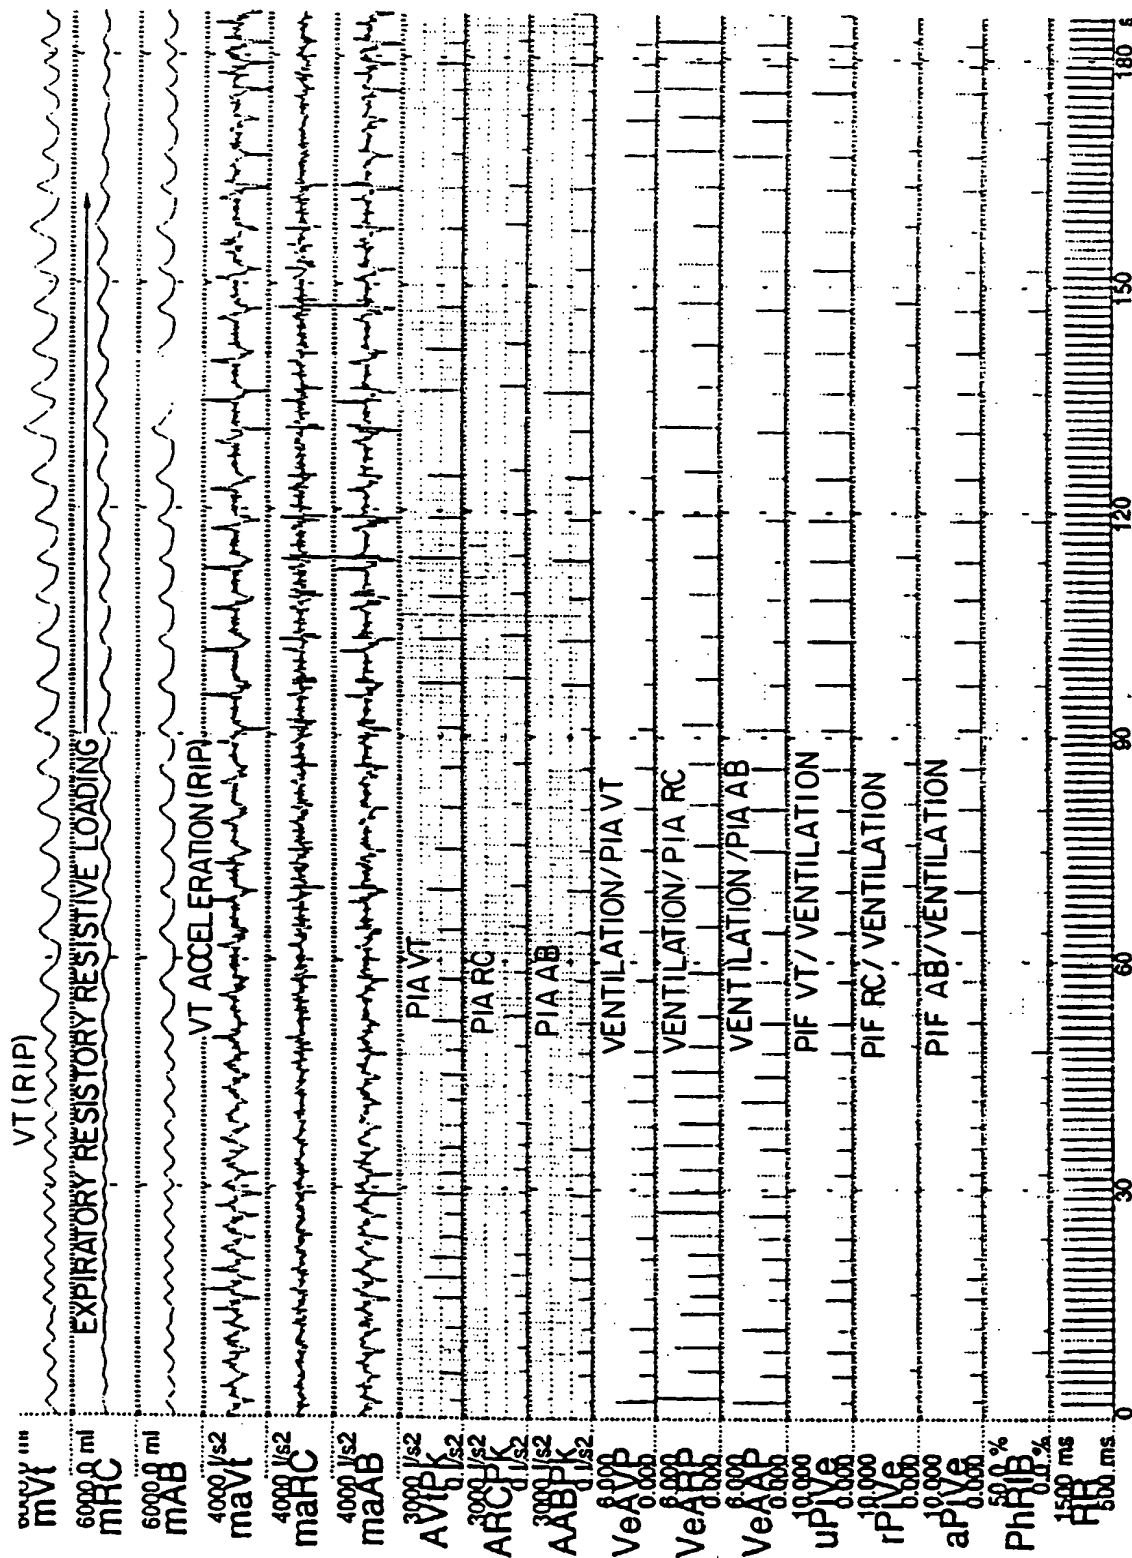 VT (RIP)
6000.0 ml
mVt
EXPIRATORY RESISTORY RESISTIVE LOADING
6000.0 ml
mRC
6000.0 ml
mAB
VT ACCELERATION (RIP)
4000 l/s2
maVt
4000 l/s2
maRC
4000 l/s2
maAB
PIA VT
3000 l/s2
AVTPK
0 l/s2
PIA RC
3000 l/s2
ARCPK
0 l/s2
PIA AB
3000 l/s2
AABPK
0 l/s2
VENTILATION/PIA VT
6.000
VeAVP
0.000
VENTILATION/PIA RC
6.000
VeARP
0.000
VENTILATION/PIA AB
6.000
VeAAP
0.000
PIF VT/VENTILATION
10.000
uPIVe
0.000
PIF RC/VENTILATION
10.000
rPIVe
0.000
PIF AB/VENTILATION
10.000
aPIVe
0.000
50.0 %
PhRIB
0.0 %
1500 ms
RR
500 ms
0 30 60 90 120 150 180 s